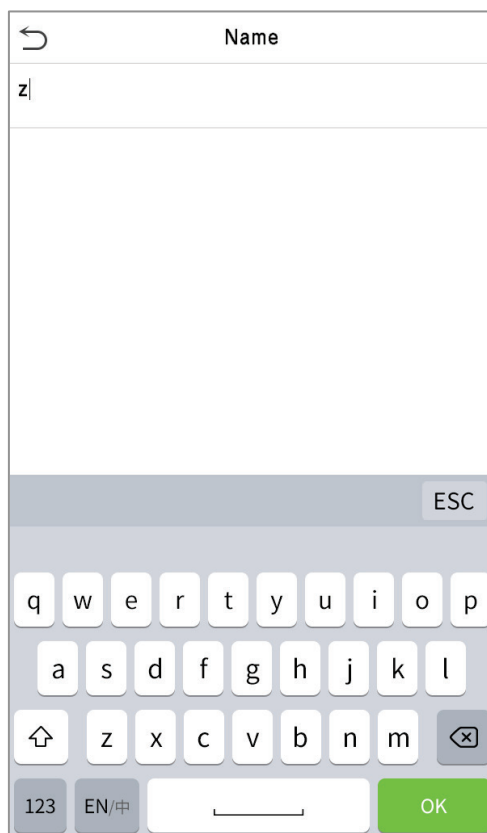 Name
z
ESC
q w e r t y u i o p
a s d f g h j k l
z x c v b n m
123 EN/中 OK